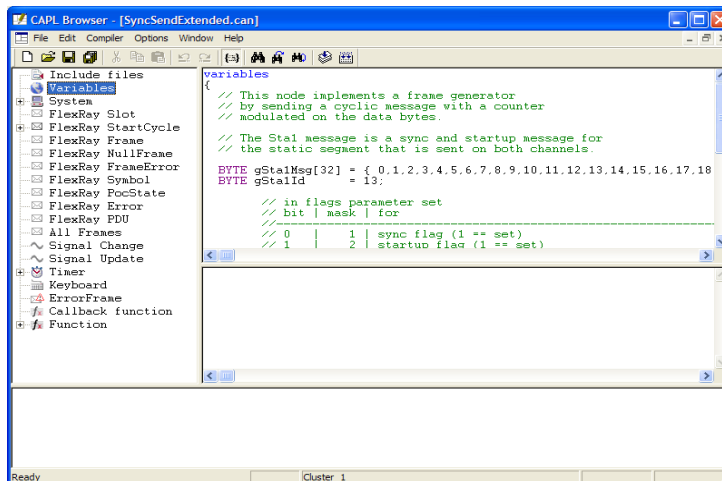 CAPL Browser - [SyncSendExtended.can]
File Edit Compiler Options Window Help
Include files
Variables
System
FlexRay Slot
FlexRay StartCycle
FlexRay Frame
FlexRay NullFrame
FlexRay FrameError
FlexRay Symbol
FlexRay PocState
FlexRay Error
FlexRay PDU
All Frames
Signal Change
Signal Update
Timer
Keyboard
ErrorFrame
Callback function
Function
variables
{
// This node implements a frame generator
// by sending a cyclic message with a counter
// modulated on the data bytes.
// The Sta1 message is a sync and startup message for
// the static segment that is sent on both channels.
BYTE gSta1Msg[32] = { 0,1,2,3,4,5,6,7,8,9,10,11,12,13,14,15,16,17,18
BYTE gSta1Id = 13;
// in flags parameter set
// bit | mask | for
//----------------------------------------------------------------
// 0 | 1 | sync flag (1 == set)
// 1 | 2 | startup flag (1 == set)
Ready
Cluster 1